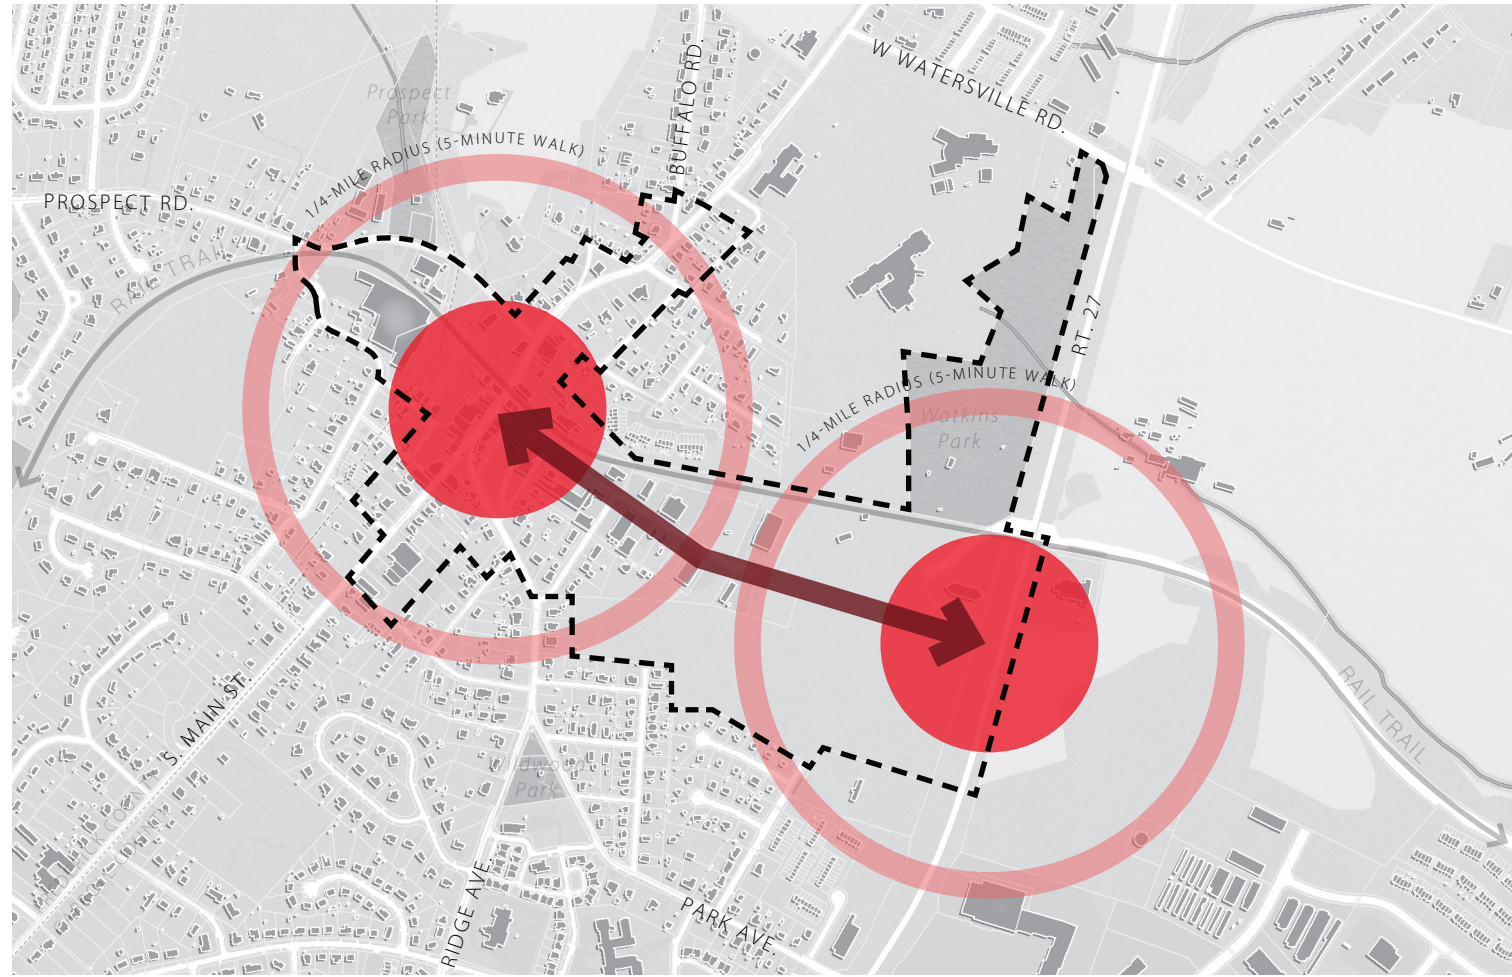 W WATERSVILLE RD.
BUFFALO RD.
Prospect
Park
1/4-MILE RADIUS (5-MINUTE WALK)
PROSPECT RD.
RAIL TRAIL
RT. 27
1/4-MILE RADIUS (5-MINUTE WALK)
Watkins
Park
S. MAIN ST.
RAIL TRAIL
Wildwood
Park
RIDGE AVE.
PARK AVE.